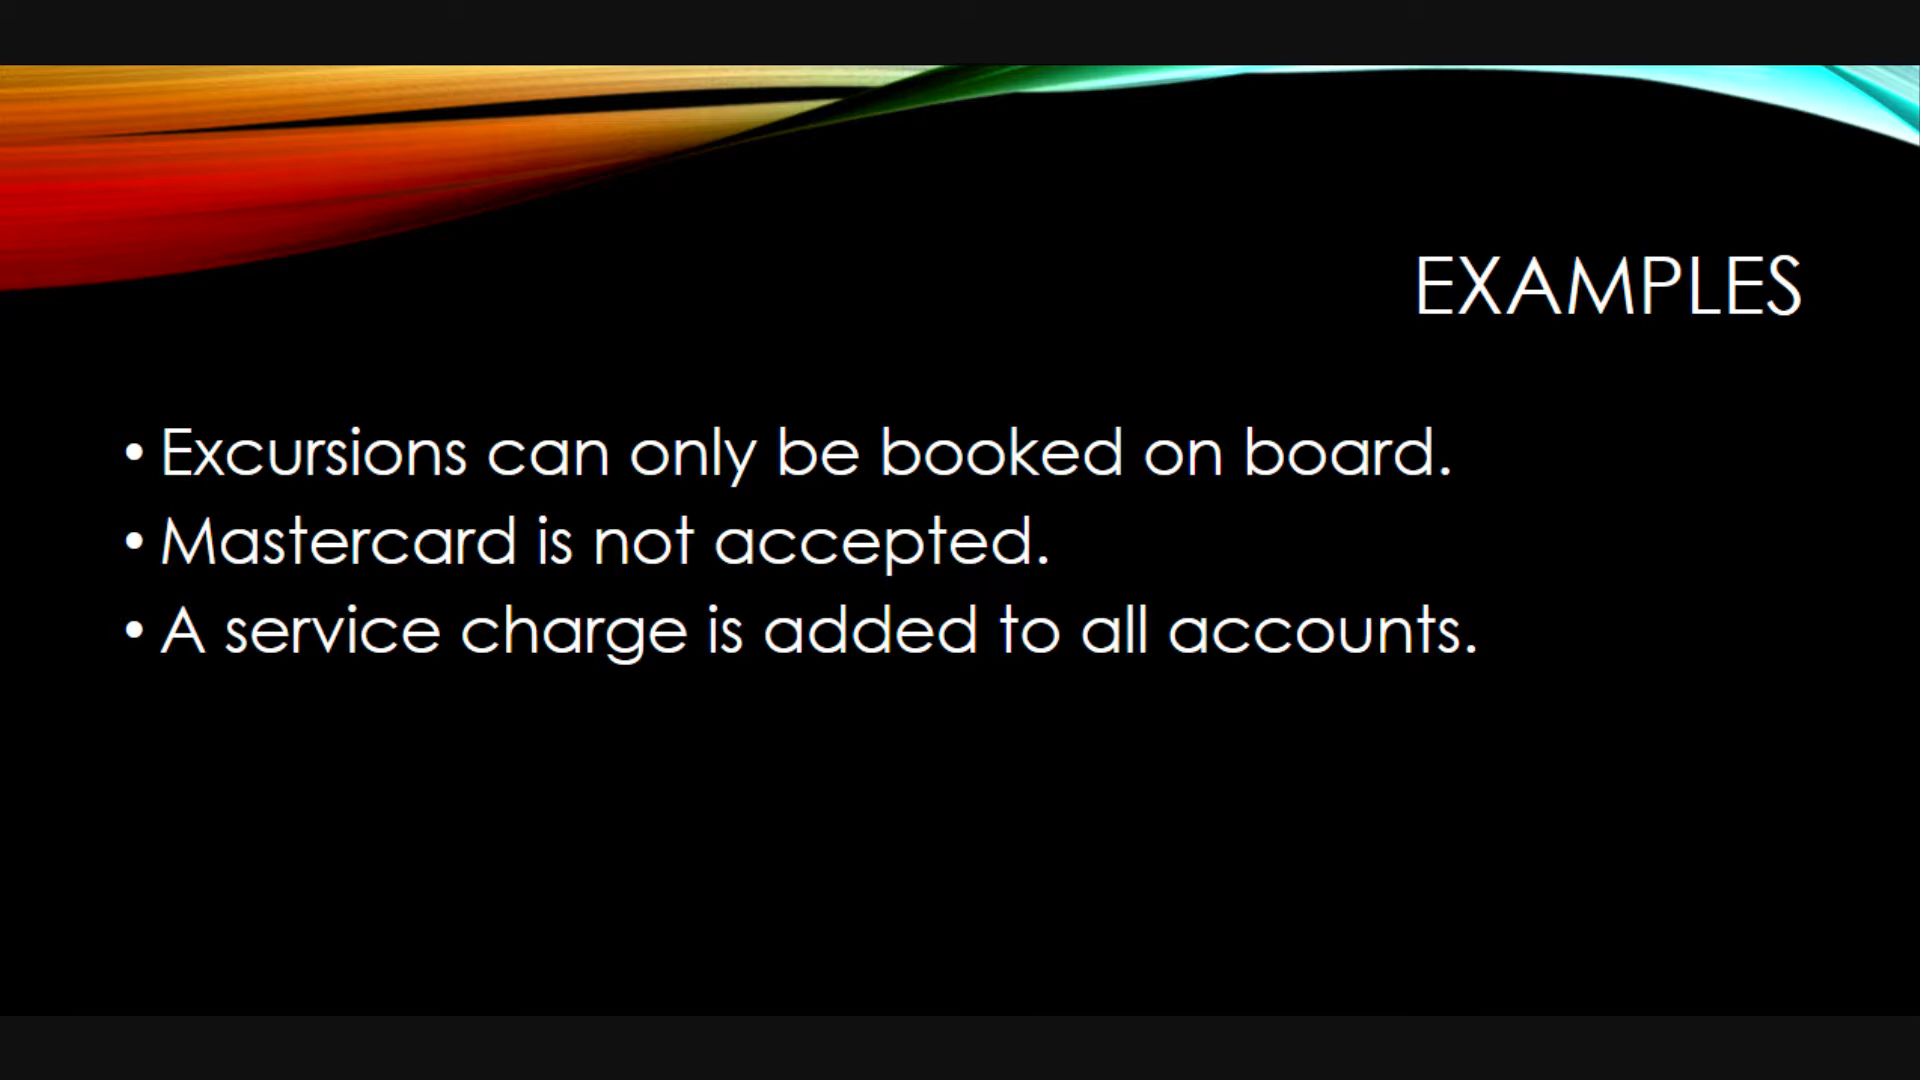 EXAMPLES
• Excursions can only be booked on board.
• Mastercard is not accepted.
• A service charge is added to all accounts.